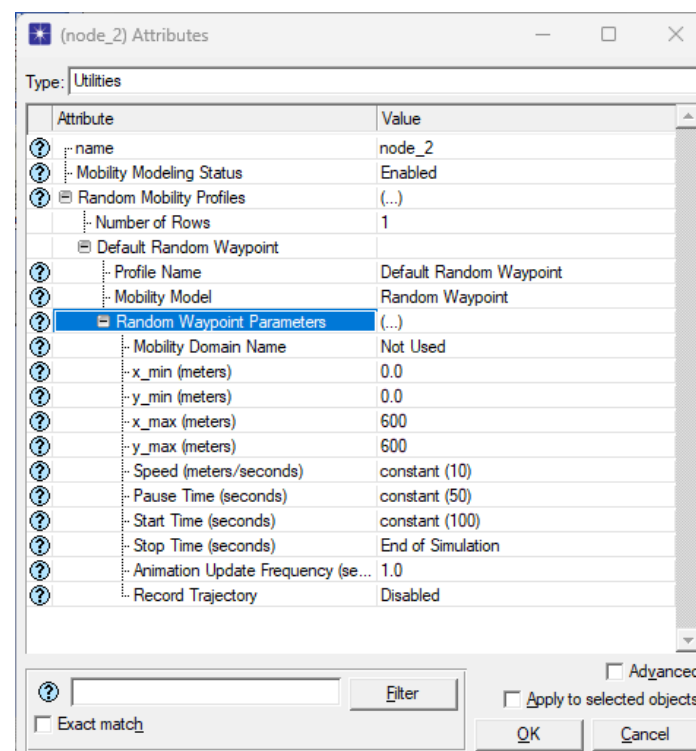 (node_2) Attributes
Type: Utilities
Attribute Value
name node_2
Mobility Modeling Status Enabled
Random Mobility Profiles (...)
Number of Rows 1
Default Random Waypoint
Profile Name Default Random Waypoint
Mobility Model Random Waypoint
Random Waypoint Parameters (...)
Mobility Domain Name Not Used
x_min (meters) 0.0
y_min (meters) 0.0
x_max (meters) 600
y_max (meters) 600
Speed (meters/seconds) constant (10)
Pause Time (seconds) constant (50)
Start Time (seconds) constant (100)
Stop Time (seconds) End of Simulation
Animation Update Frequency (se... 1.0
Record Trajectory Disabled
Advanced
Filter
Apply to selected objects
Exact match
OK Cancel